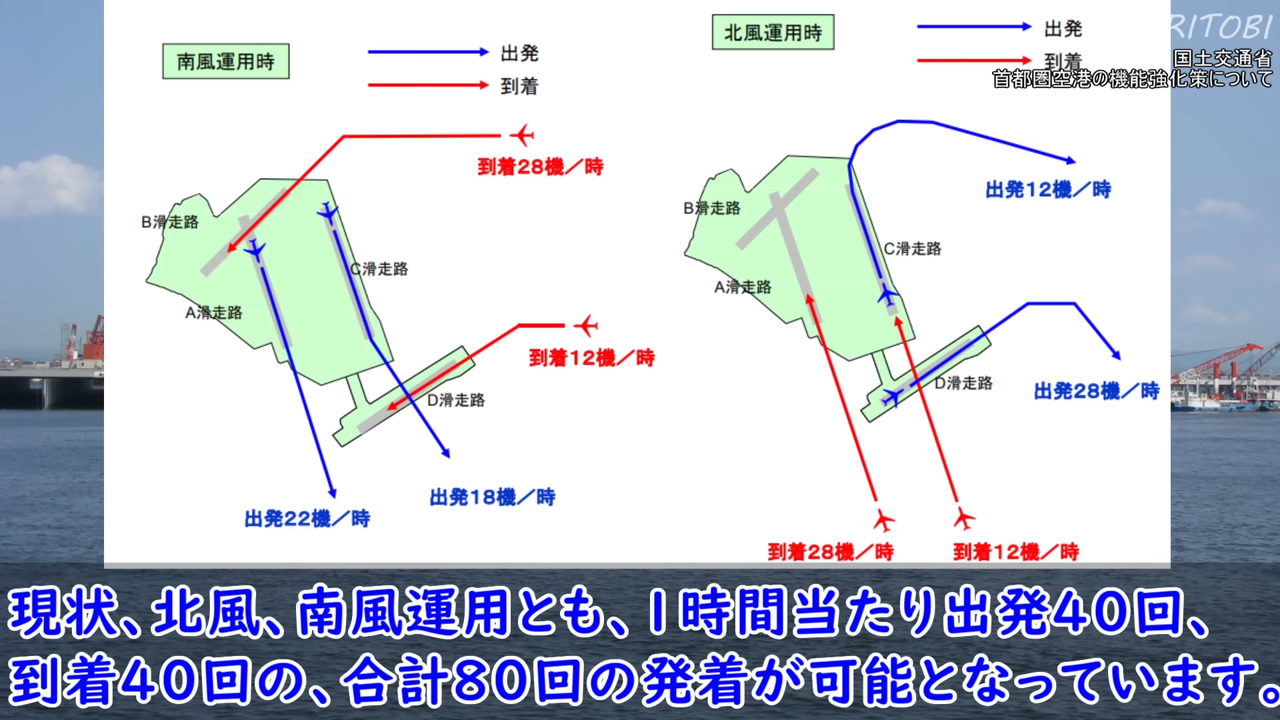 南風運用時
出発
到着
到着28機／時
B滑走路
C滑走路
A滑走路
到着12機／時
D滑走路
出発18機／時
出発22機／時
北風運用時
出発
到着
RITOBI
国土交通省
首都圏空港の機能強化策について
出発12機／時
B滑走路
C滑走路
A滑走路
D滑走路
出発28機／時
到着28機／時
到着12機／時
現状、北風、南風運用とも、1時間当たり出発40回、
到着40回の、合計80回の発着が可能となっています。